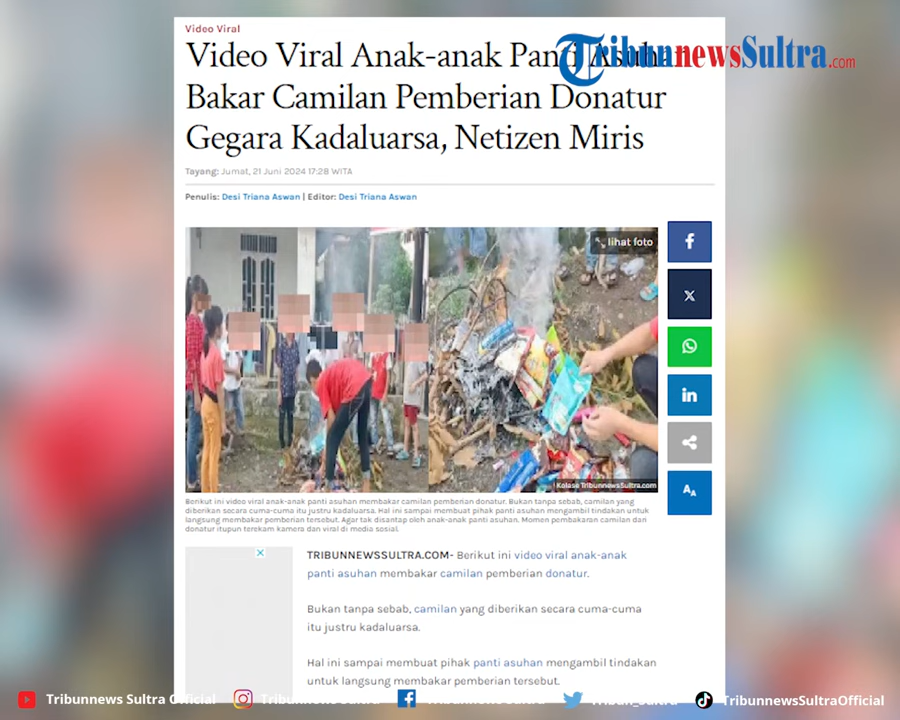 Video Viral
Video Viral Anak-anak Panti Asuh
TribunnewsSultra.com
Bakar Camilan Pemberian Donatur
Gegara Kadaluarsa, Netizen Miris
Tayang: Jumat, 21 Juni 2024 17:28 WITA
Penulis: Desi Triana Aswan | Editor: Desi Triana Aswan
lihat foto
Kolase TribunnewsSultra.com
Berikut ini video viral anak-anak panti asuhan membakar camilan pemberian donatur. Bukan tanpa sebab, camilan yang
diberikan secara cuma-cuma itu justru kadaluarsa. Hal ini sampai membuat pihak panti asuhan mengambil tindakan untuk
langsung membakar pemberian tersebut. Agar tak disantap oleh anak-anak panti asuhan. Momen pembakaran camilan dari
donatur itupun terekam kamera dan viral di media sosial.
TRIBUNNEWSSULTRA.COM- Berikut ini video viral anak-anak
panti asuhan membakar camilan pemberian donatur.
Bukan tanpa sebab, camilan yang diberikan secara cuma-cuma
itu justru kadaluarsa.
Hal ini sampai membuat pihak panti asuhan mengambil tindakan
untuk langsung membakar pemberian tersebut.
Tribunnews Sultra Official
TribunnewsSultraOfficial